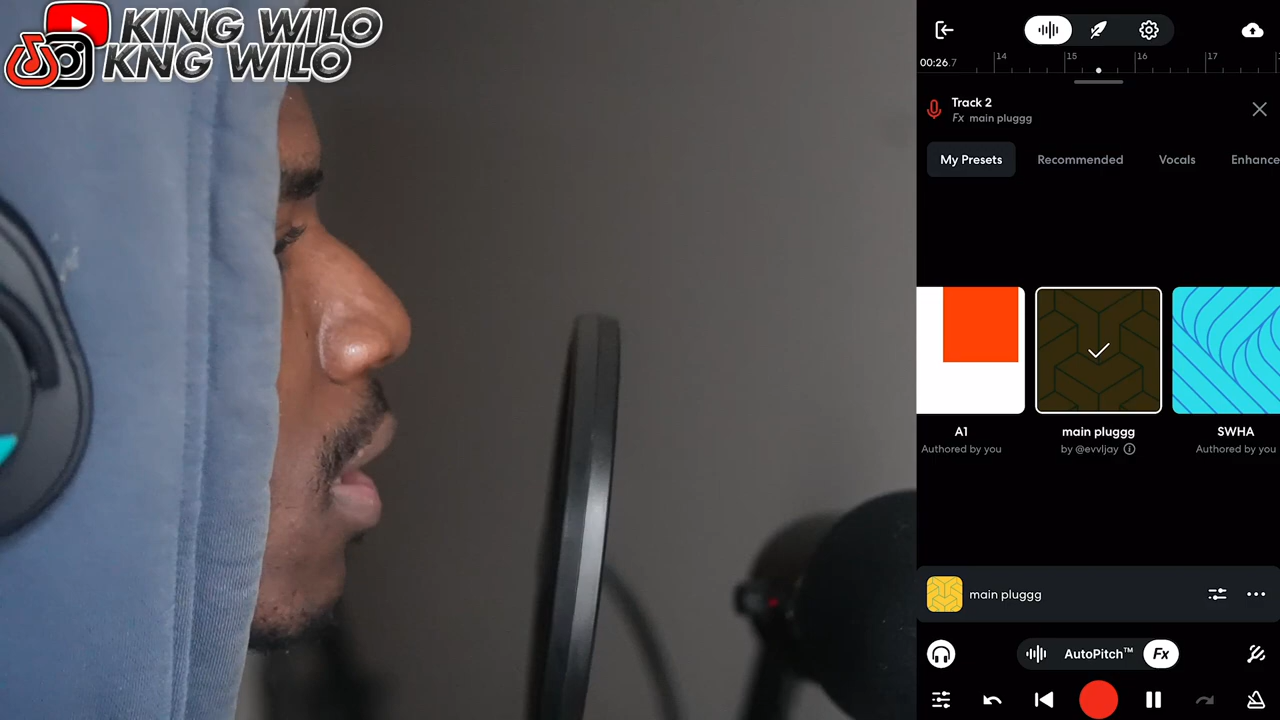 KING WILO
KNG WILO
00:26.7
14
15
16
17
Track 2
Fx main pluggg
My Presets
Recommended
Vocals
Enhance
A1
Authored by you
main pluggg
by @evvljay
SWHA
Authored by you
main pluggg
AutoPitch™
Fx